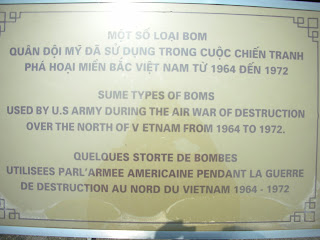 MỘT SỐ LOẠI BOM
QUÂN DỘI MỸ DÃ SỬ DỤNG TRONG CUỘC CHIẾN TRANH
PHÁ HOẠI MIỀN BẮC VIỆT NAM TỪ 1964 DẾN 1972
SUME TYPES OF BOMS
USED BY U.S ARMY DURING THE AIR WAR OF DESTRUCTION
OVER THE NORTH OF V ETNAM FROM 1964 TO 1972.
QUELQUES STORTE DE BOMBES
UTILISEES PARL'ARMEE AMERICAINE PENDANT LA GUERRE
DE DESTRUCTION AU NORD DU VIETNAM 1964 - 1972